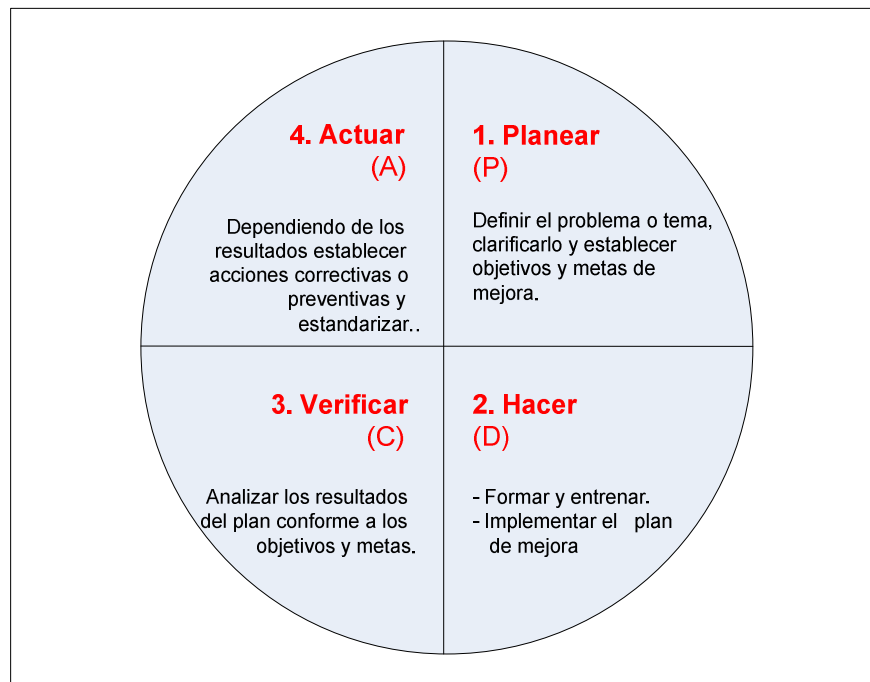 4. Actuar
(A)
Dependiendo de los
resultados establecer
acciones correctivas o
preventivas y
estandarizar..
1. Planear
(P)
Definir el problema o tema,
clarificarlo y establecer
objetivos y metas de
mejora.
3. Verificar
(C)
Analizar los resultados
del plan conforme a los
objetivos y metas.
2. Hacer
(D)
- Formar y entrenar.
- Implementar el plan
de mejora